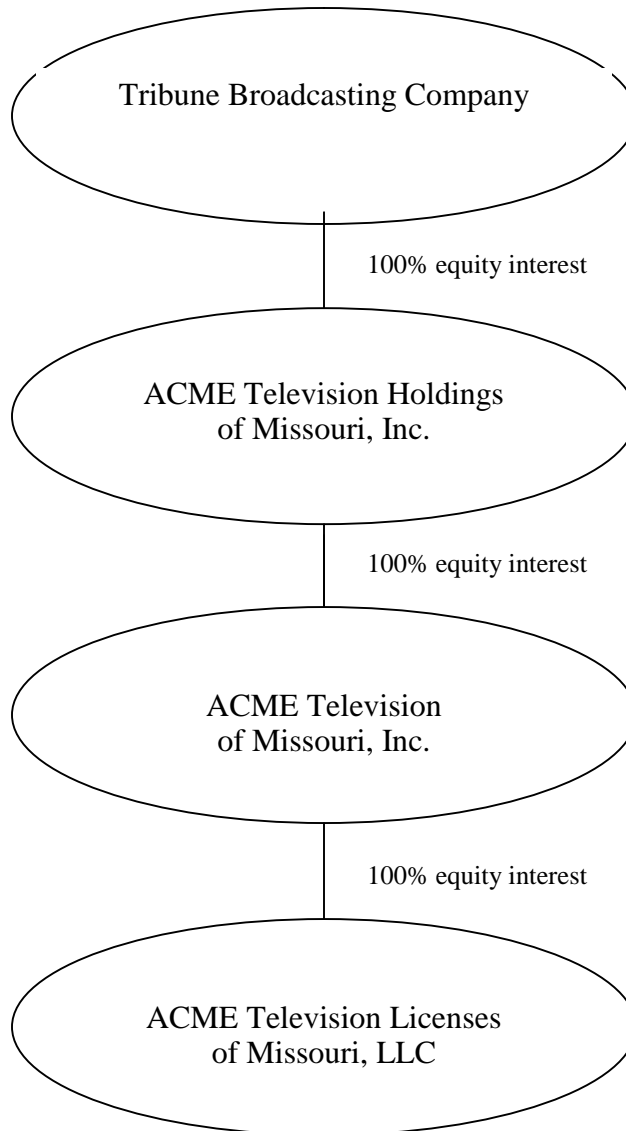 Tribune Broadcasting Company
100% equity interest
ACME Television Holdings
of Missouri, Inc.
100% equity interest
ACME Television
of Missouri, Inc.
100% equity interest
ACME Television Licenses
of Missouri, LLC